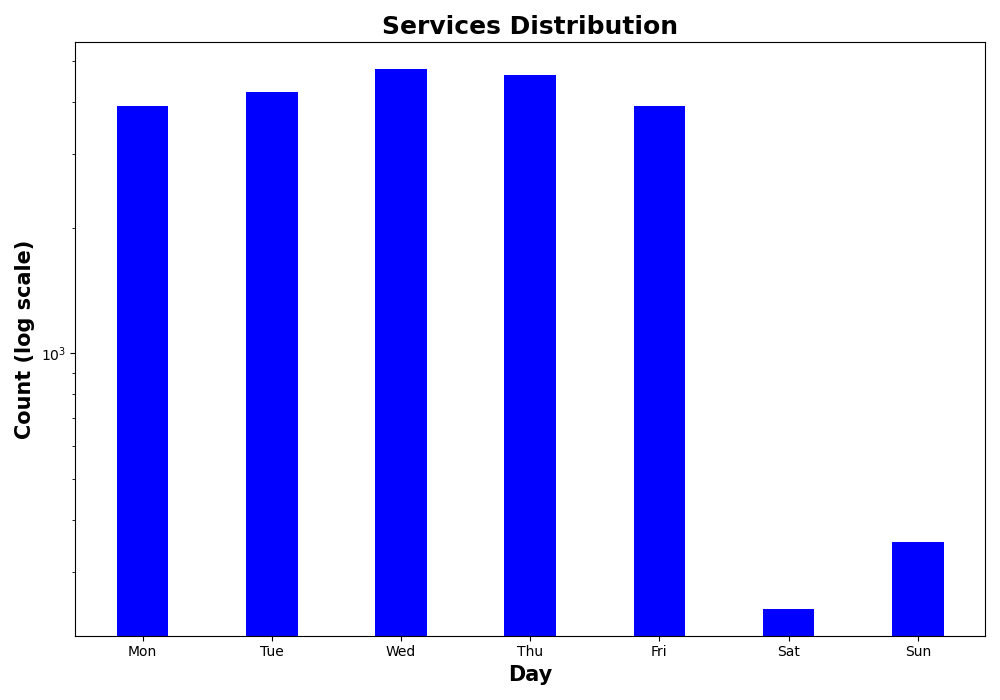 Services Distribution
Count (log scale)
10³
Mon Tue Wed Thu Fri Sat Sun
Day